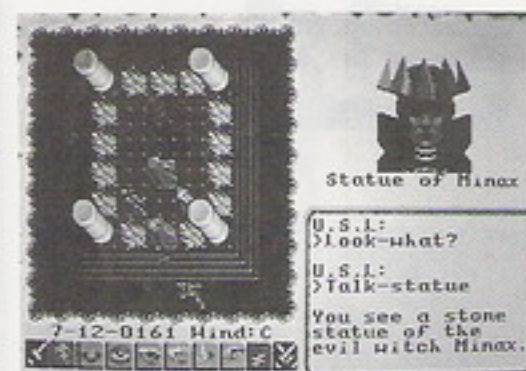 Statue of Minax
U.S.L:
>Look-what?
U.S.L:
>Talk-statue
You see a stone
statue of the
evil witch Minax.
7-12-0161 Wind:C